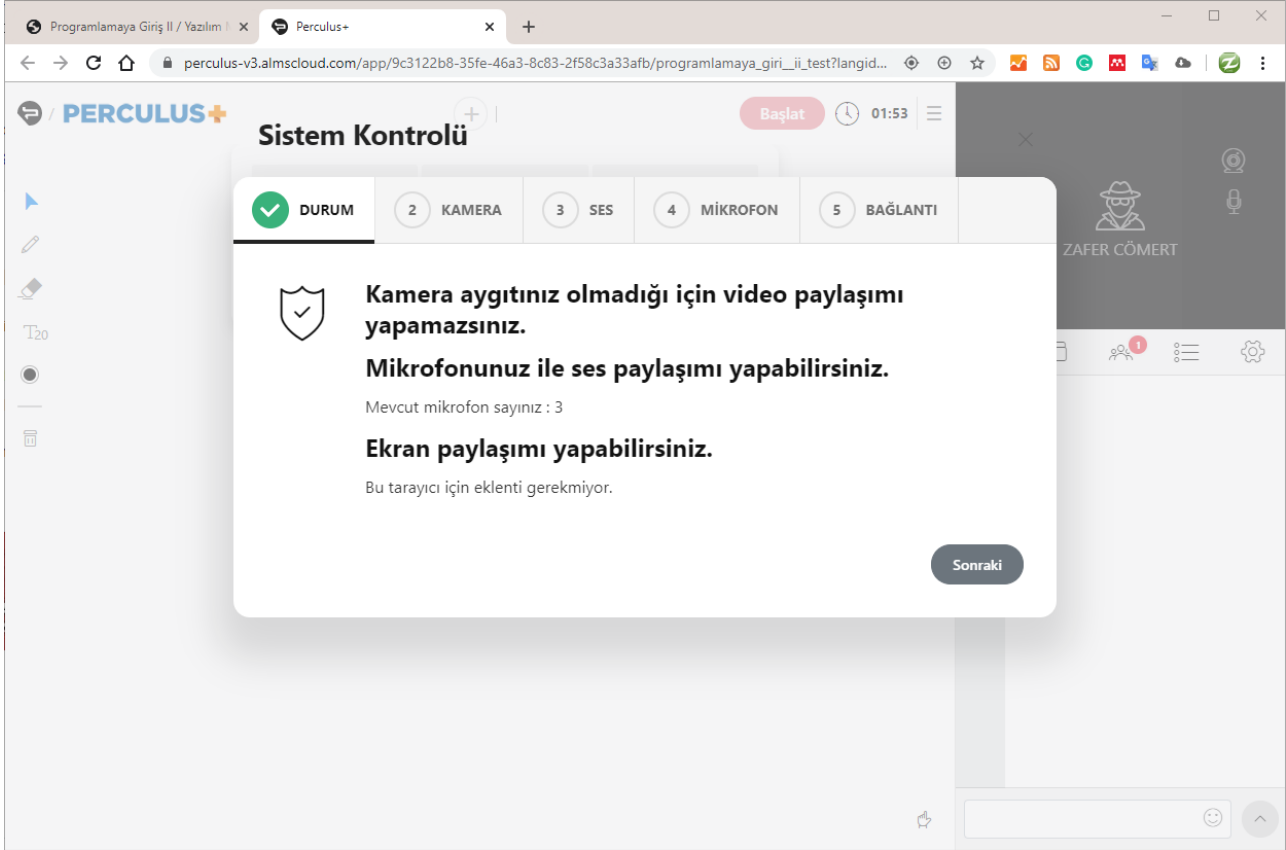 Programlamaya Giriş II / Yazılım
Perculus+
perculus-v3.almscloud.com/app/9c3122b8-35fe-46a3-8c83-2f58c3a33afb/programlamaya_giri__ii_test?langid...
/ PERCULUS+
Başlat
01:53
Sistem Kontrolü
DURUM
2 KAMERA
3 SES
4 MİKROFON
5 BAĞLANTI
ZAFER CÖMERT
T20
1
Kamera aygıtınız olmadığı için video paylaşımı
yapamazsınız.
Mikrofonunuz ile ses paylaşımı yapabilirsiniz.
Mevcut mikrofon sayınız : 3
Ekran paylaşımı yapabilirsiniz.
Bu tarayıcı için eklenti gerekmiyor.
Sonraki